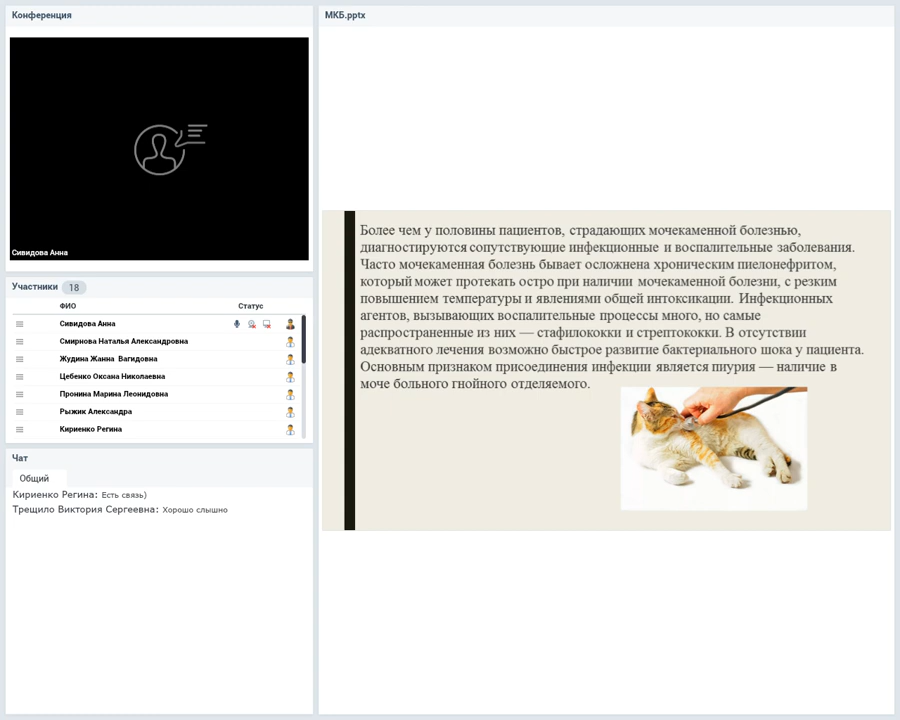 Конференция
Сивидова Анна
Участники 18
ФИО Статус
Сивидова Анна
Смирнова Наталья Александровна
Жудина Жанна Вагидовна
Цебенко Оксана Николаевна
Пронина Марина Леонидовна
Рыжик Александра
Кириенко Регина
Чат
Общий
Кириенко Регина: Есть связь)
Трещило Виктория Сергеевна: Хорошо слышно
МКБ.pptx
Более чем у половины пациентов, страдающих мочекаменной болезнью,
диагностируются сопутствующие инфекционные и воспалительные заболевания.
Часто мочекаменная болезнь бывает осложнена хроническим пиелонефритом,
который может протекать остро при наличии мочекаменной болезни, с резким
повышением температуры и явлениями общей интоксикации. Инфекционных
агентов, вызывающих воспалительные процессы много, но самые
распространенные из них — стафилококки и стрептококки. В отсутствии
адекватного лечения возможно быстрое развитие бактериального шока у пациента.
Основным признаком присоединения инфекции является пиурия — наличие в
моче больного гнойного отделяемого.